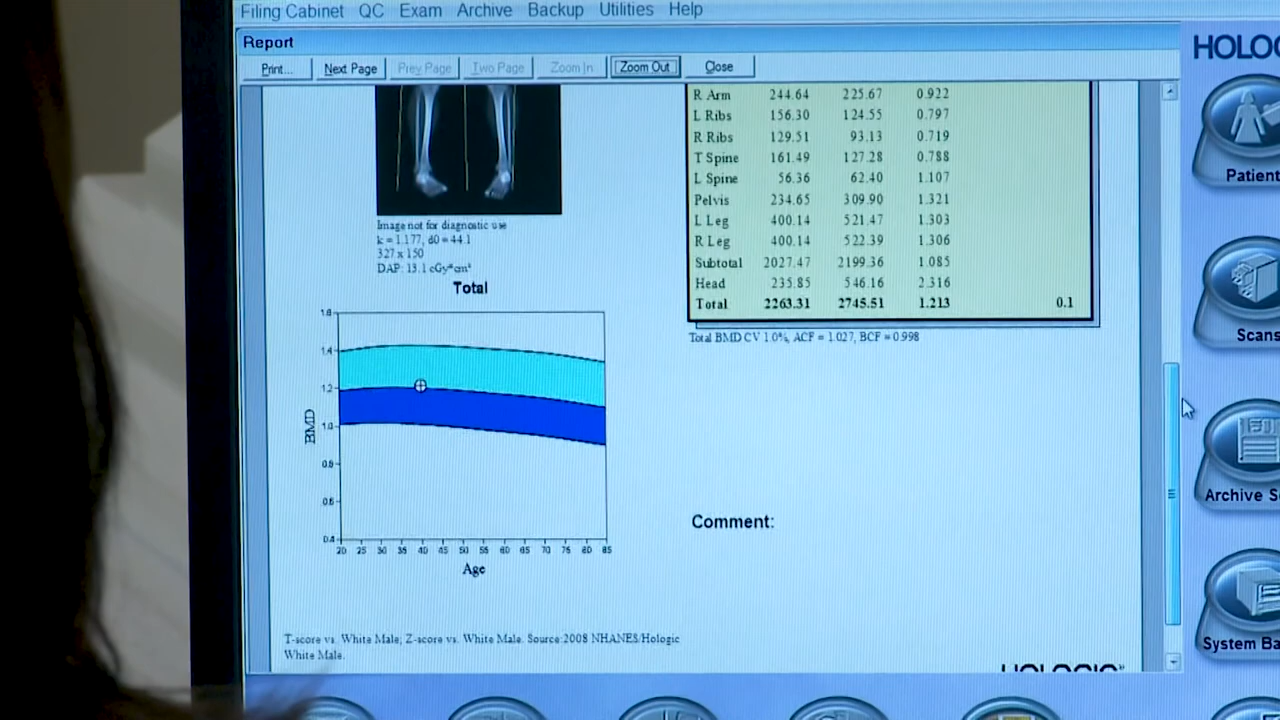 Filing Cabinet QC Exam Archive Backup Utilities Help
Report
HOLOG
Print... Next Page Prev Page Two Page Zoom In Zoom Out Close
R Arm 244.64 225.67 0.922
L Ribs 156.30 124.55 0.797
R Ribs 129.51 93.13 0.719
T Spine 161.49 127.28 0.788
L Spine 56.36 62.40 1.107
Pelvis 234.65 309.90 1.321
L Leg 400.14 521.47 1.303
R Leg 400.14 522.39 1.306
Subtotal 2027.47 2199.36 1.085
Head 235.85 546.16 2.316
Total 2263.31 2745.51 1.213 0.1
Total BMD CV 1.0%, ACF = 1.027, BCF = 0.998
Image not for diagnostic use
k = 1.177, d0 = 44.1
327 x 150
DAP: 13.1 cGy*cm²
Total
1.6
1.4
1.2
1.0
0.8
0.6
0.4
BMD
20 25 30 35 40 45 50 55 60 65 70 75 80 85
Age
Comment:
T-score vs. White Male; Z-score vs. White Male. Source:2008 NHANES/Hologic
White Male.
HOLOGIC
Patient
Scans
Archive S
System Ba